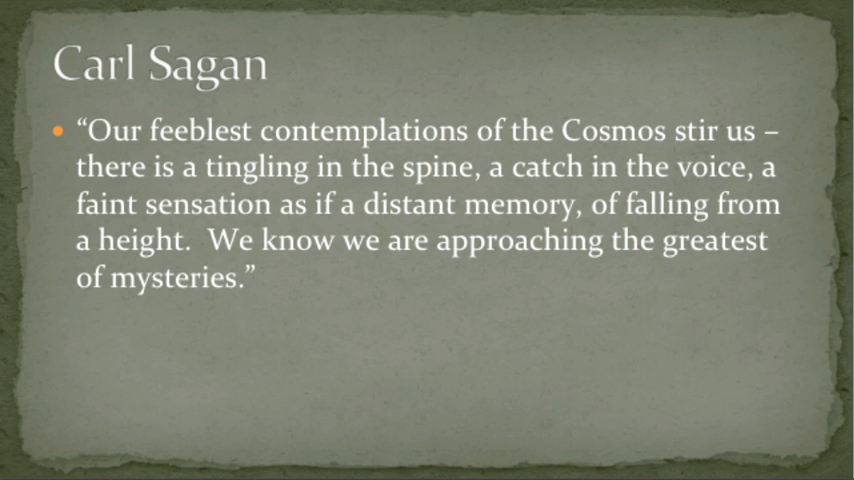 Carl Sagan
• “Our feeblest contemplations of the Cosmos stir us –
there is a tingling in the spine, a catch in the voice, a
faint sensation as if a distant memory, of falling from
a height.  We know we are approaching the greatest
of mysteries.”